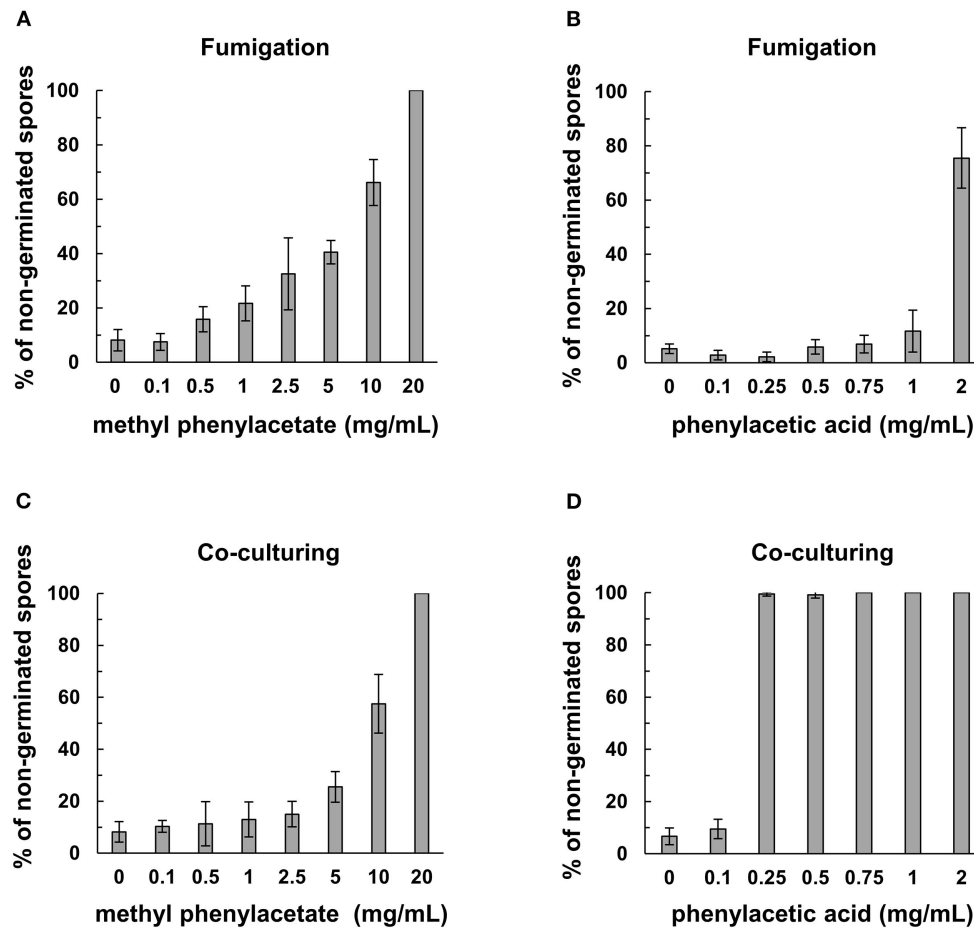 A
Fumigation
% of non-germinated spores
100
80
60
40
20
0
0 0.1 0.5 1 2.5 5 10 20
methyl phenylacetate (mg/mL)
B
Fumigation
% of non-germinated spores
100
80
60
40
20
0
0 0.1 0.25 0.5 0.75 1 2
phenylacetic acid (mg/mL)
C
Co-culturing
% of non-germinated spores
100
80
60
40
20
0
0 0.1 0.5 1 2.5 5 10 20
methyl phenylacetate (mg/mL)
D
Co-culturing
% of non-germinated spores
100
80
60
40
20
0
0 0.1 0.25 0.5 0.75 1 2
phenylacetic acid (mg/mL)